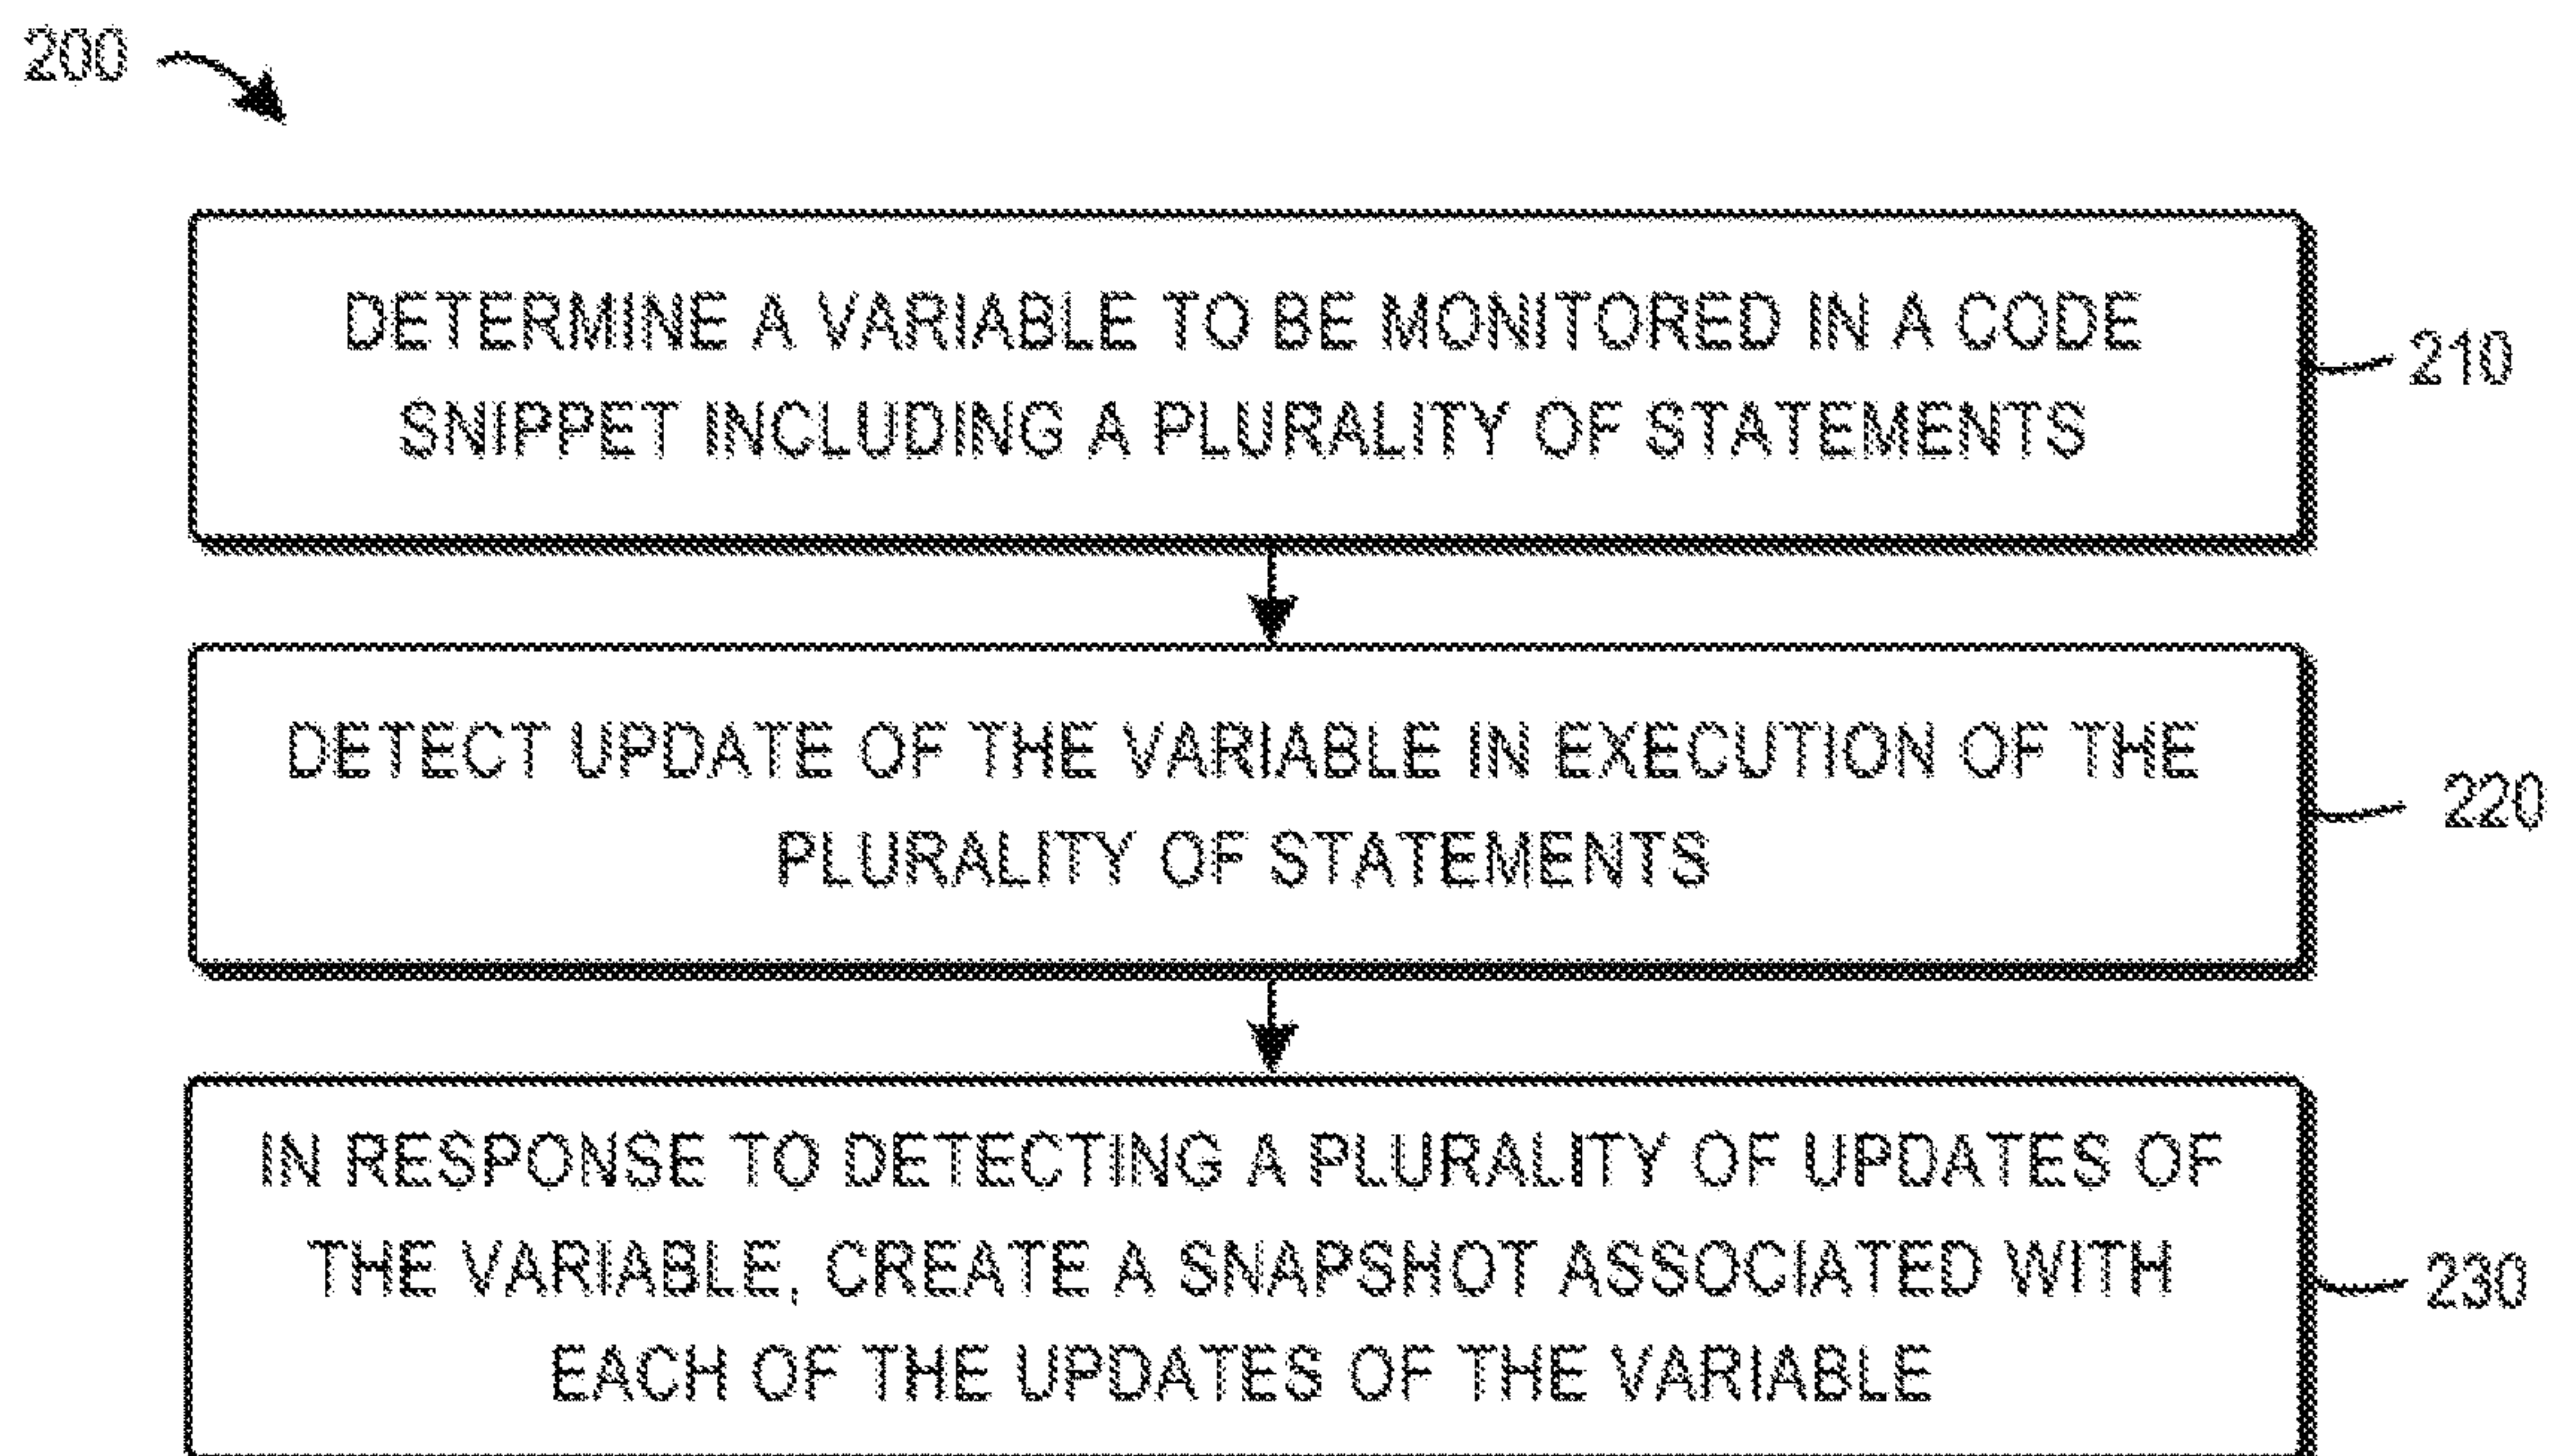 200
DETERMINE A VARIABLE TO BE MONITORED IN A CODE
SNIPPET INCLUDING A PLURALITY OF STATEMENTS
210
DETECT UPDATE OF THE VARIABLE IN EXECUTION OF THE
PLURALITY OF STATEMENTS
220
IN RESPONSE TO DETECTING A PLURALITY OF UPDATES OF
THE VARIABLE, CREATE A SNAPSHOT ASSOCIATED WITH
EACH OF THE UPDATES OF THE VARIABLE
230